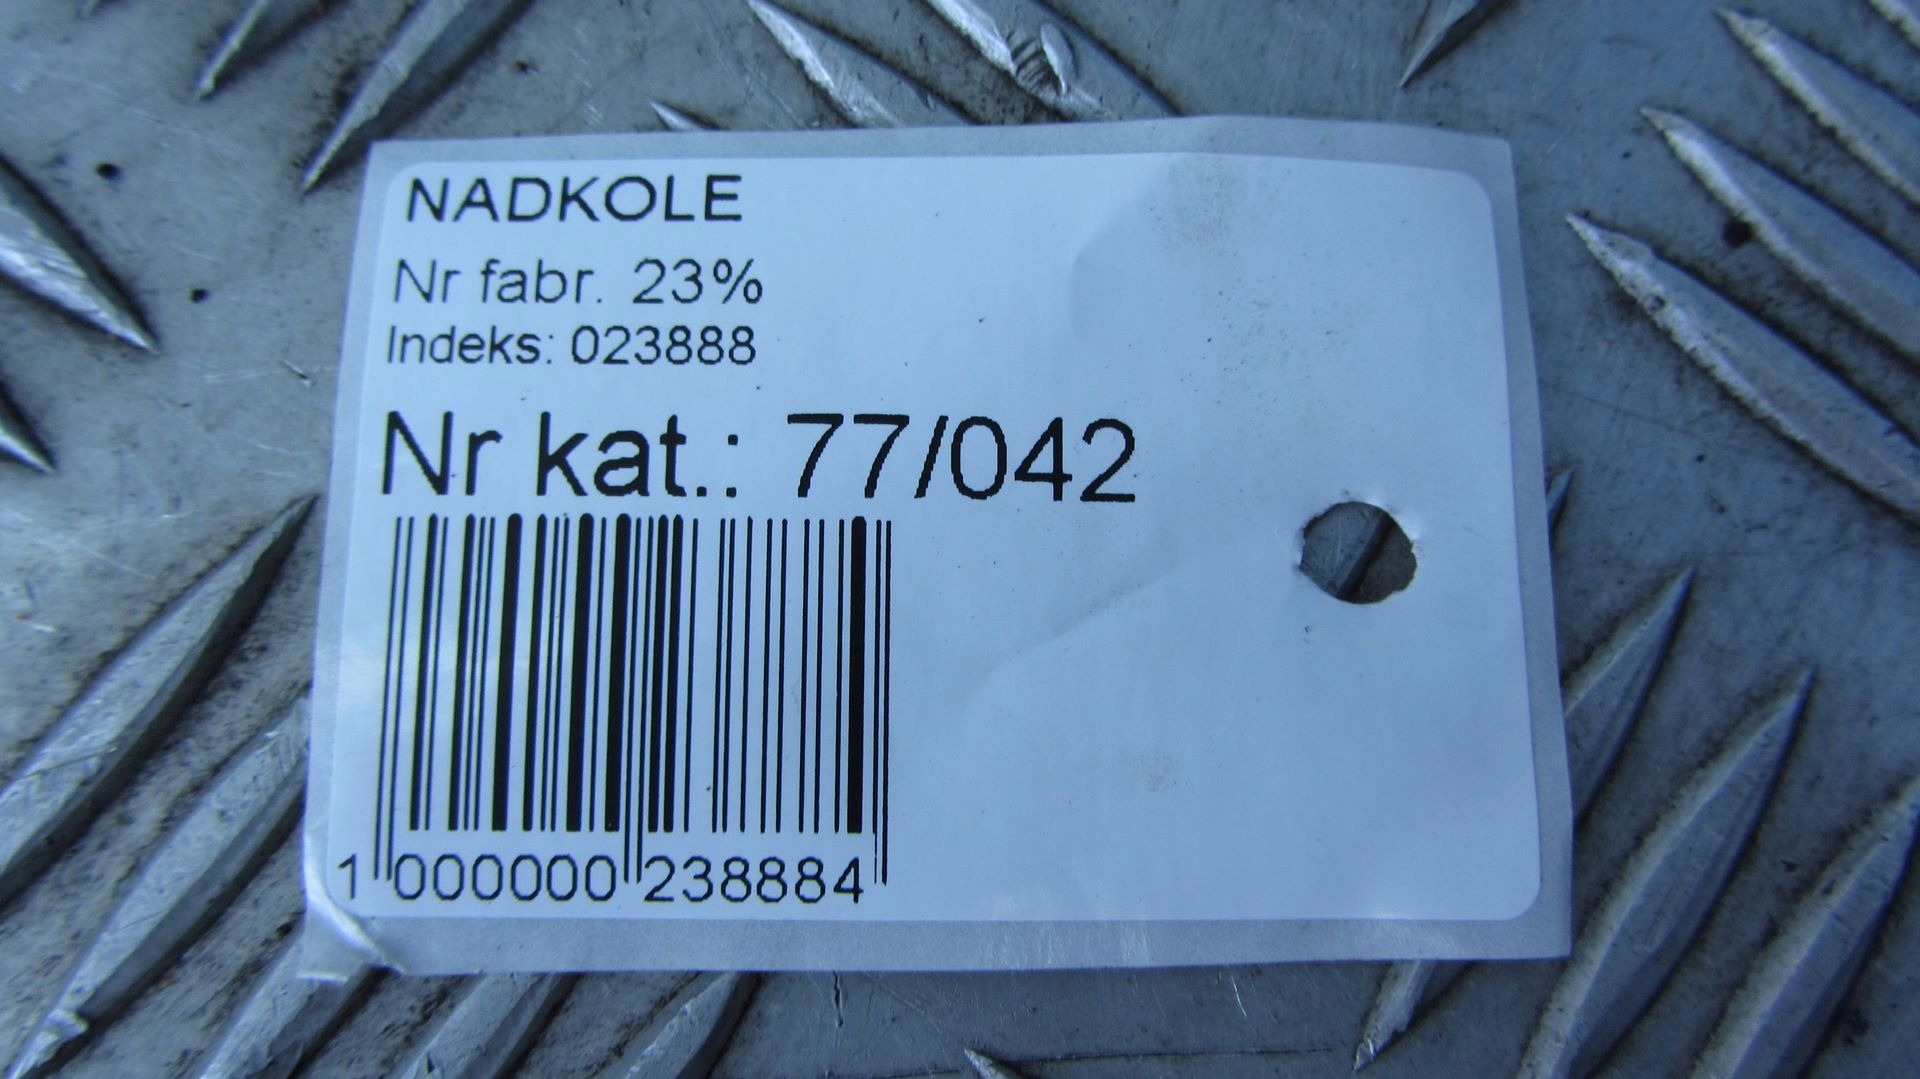 NADKOLE
Nr fabr. 23%
Indeks: 023888
Nr kat.: 77/042
1 000000 238884